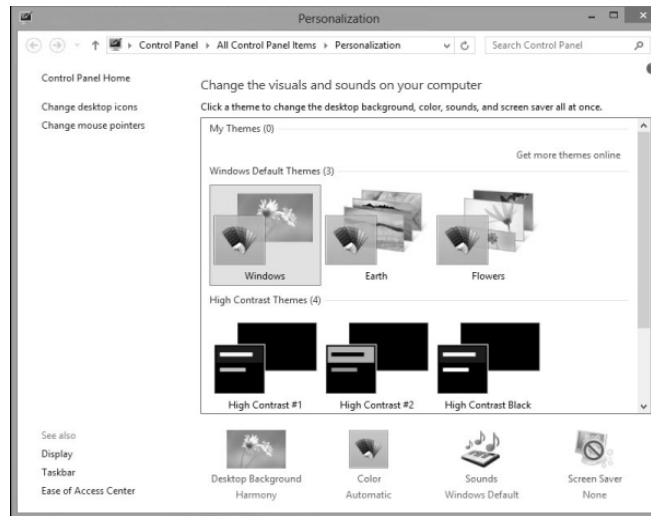 Personalization
Control Panel
All Control Panel Items
Personalization
Search Control Panel
Control Panel Home
Change desktop icons
Change mouse pointers
Change the visuals and sounds on your computer
Click a theme to change the desktop background, color, sounds, and screen saver all at once.
My Themes (0)
Get more themes online
Windows Default Themes (3)
Windows
Earth
Flowers
High Contrast Themes (4)
High Contrast #1
High Contrast #2
High Contrast Black
See also
Display
Taskbar
Ease of Access Center
Desktop Background
Harmony
Color
Automatic
Sounds
Windows Default
Screen Saver
None